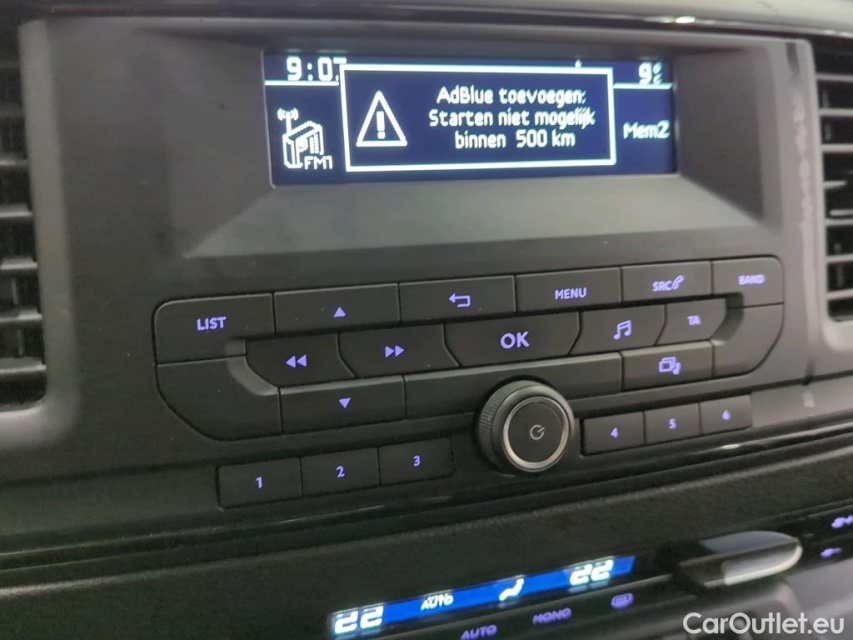 9:07
9°c
AdBlue toevoegen:
Starten niet mogelijk
binnen 500 km
FM1
Mem2
LIST
MENU
SRC
BAND
OK
TA
1
2
3
4
5
6
22
AUTO
22
AUTO
MONO
CarOutlet.eu